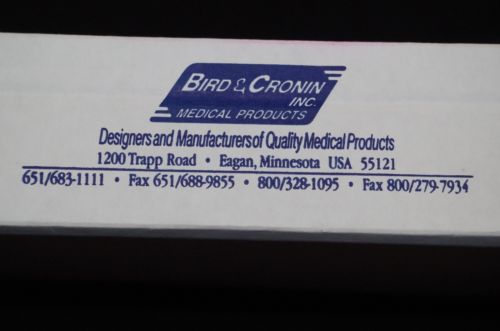 BIRD & CRONIN
INC.
MEDICAL PRODUCTS
Designers and Manufacturers of Quality Medical Products
1200 Trapp Road • Eagan, Minnesota USA 55121
651/683-1111 • Fax 651/688-9855 • 800/328-1095 • Fax 800/279-7934